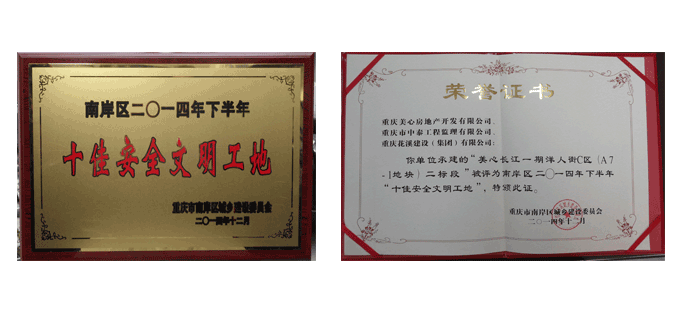 南岸区二〇一四年下半年
十佳安全文明工地
重庆市南岸区城乡建设委员会
二〇一四年十二月
荣誉证书
重庆美心房地产开发有限公司、
重庆市中泰工程监理有限公司、
重庆花溪建设（集团）有限公司：
你单位承建的“美心长江一期洋人街C区（A7
-1地块）二标段”被评为南岸区二〇一四年下半年
“十佳安全文明工地”，特颁此证。
重庆市南岸区城乡建设委员会
二〇一四年十二月